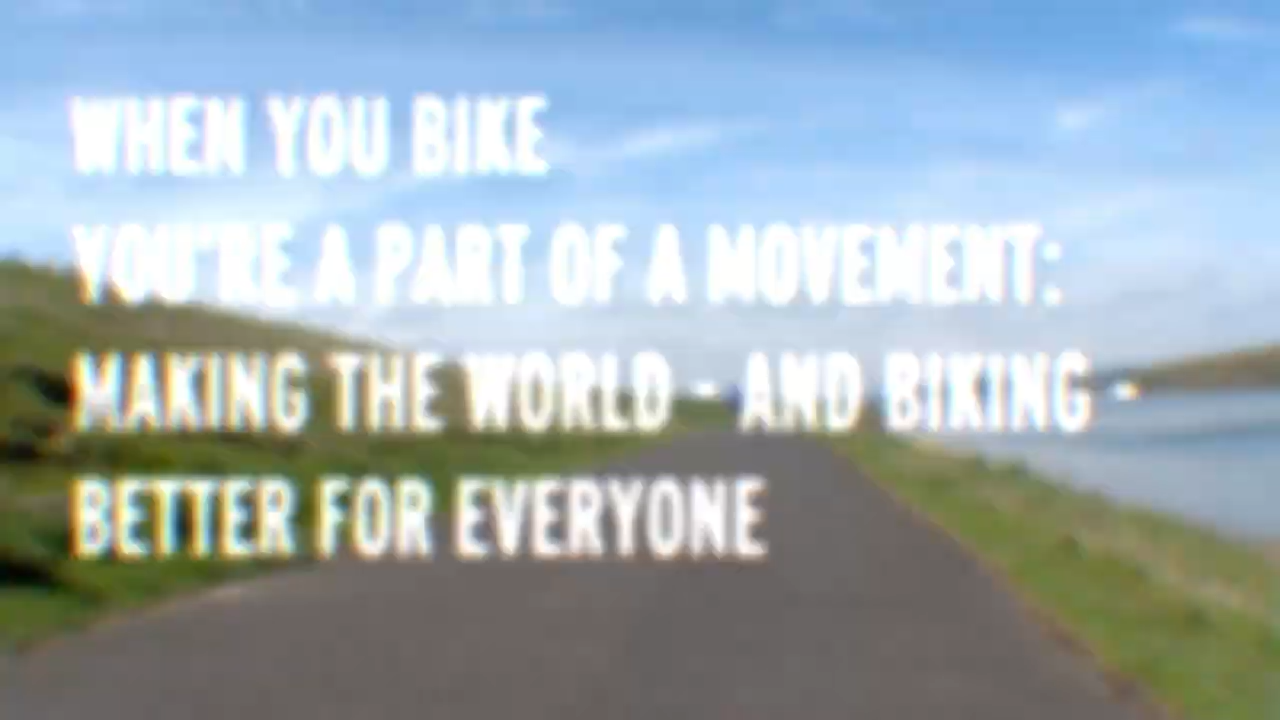 WHEN YOU BIKE
YOU'RE A PART OF A MOVEMENT:
MAKING THE WORLD - AND BIKING
BETTER FOR EVERYONE